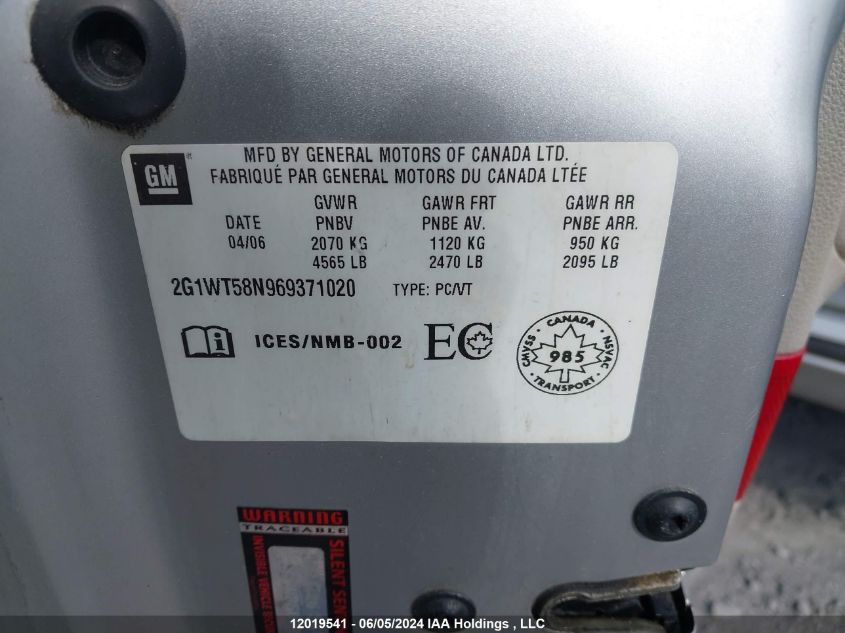 GM
MFD BY GENERAL MOTORS OF CANADA LTD.
FABRIQUÉ PAR GENERAL MOTORS DU CANADA LTÉE
GVWR GAWR FRT GAWR RR
DATE PNBV PNBE AV. PNBE ARR.
04/06 2070 KG 1120 KG 950 KG
4565 LB 2470 LB 2095 LB
2G1WT58N969371020 TYPE: PC/VT
ICES/NMB-002 EC
CANADA
CMVSS 985 NSVAC
TRANSPORT
WARNING
TRACEABLE
SILENT
INVISIBLE VEHICLE
12019541 - 06/05/2024 IAA Holdings, LLC